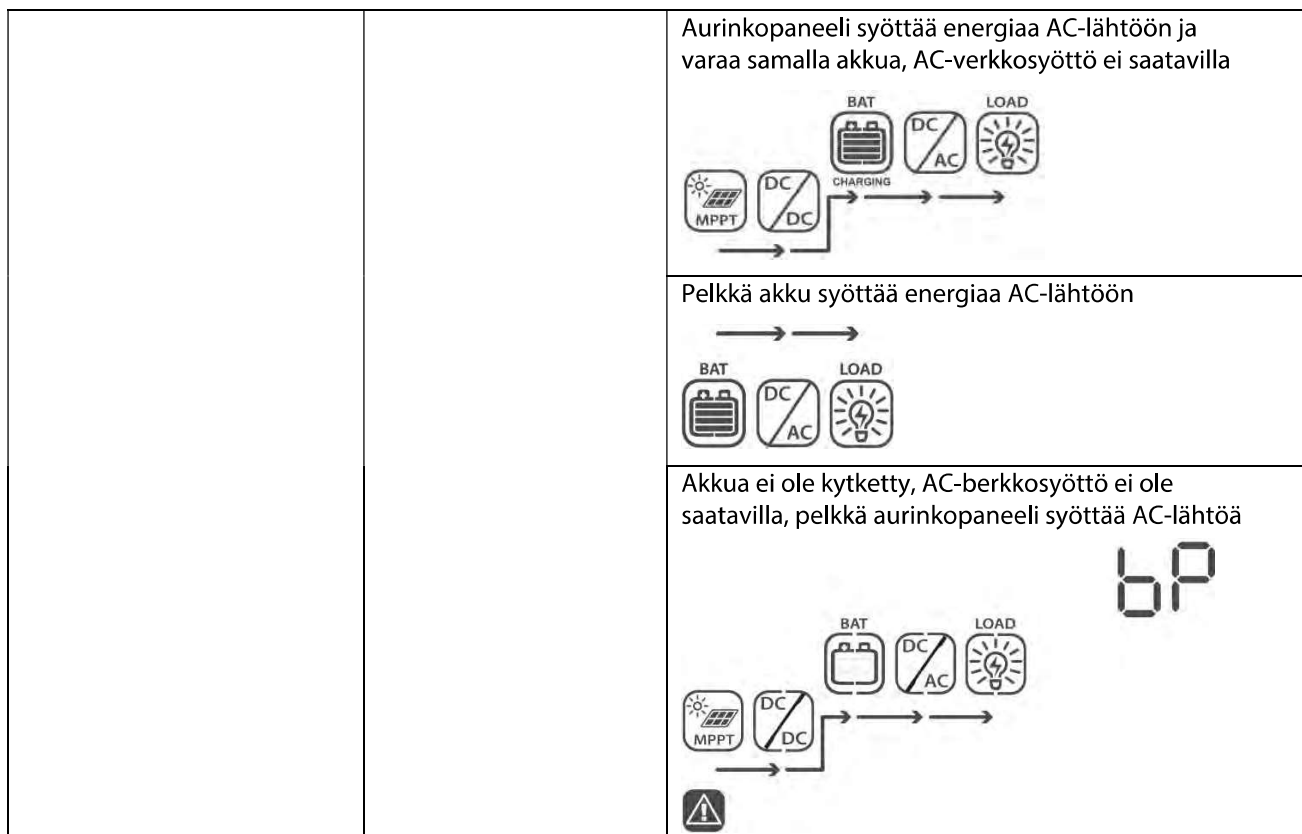 Aurinkopaneeli syöttää energiaa AC-lähtöön ja
varaa samalla akkua, AC-verkkosyöttö ei saatavilla
BAT LOAD
DC AC
CHARGING
MPPT DC DC
Pelkkä akku syöttää energiaa AC-lähtöön
BAT LOAD
DC AC
Akkua ei ole kytketty, AC-berkkosyöttö ei ole
saatavilla, pelkkä aurinkopaneeli syöttää AC-lähtöä
bP
BAT LOAD
DC AC
MPPT DC DC